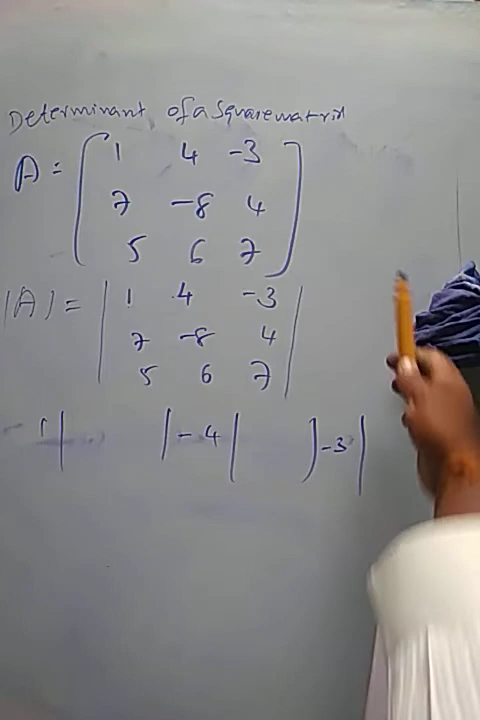 Determinant of a Square matrix
A = [ 1 4 -3
7 -8 4
5 6 7 ]
|A| = | 1 4 -3
7 -8 4
5 6 7 |
1| | - 4 | | -3 |